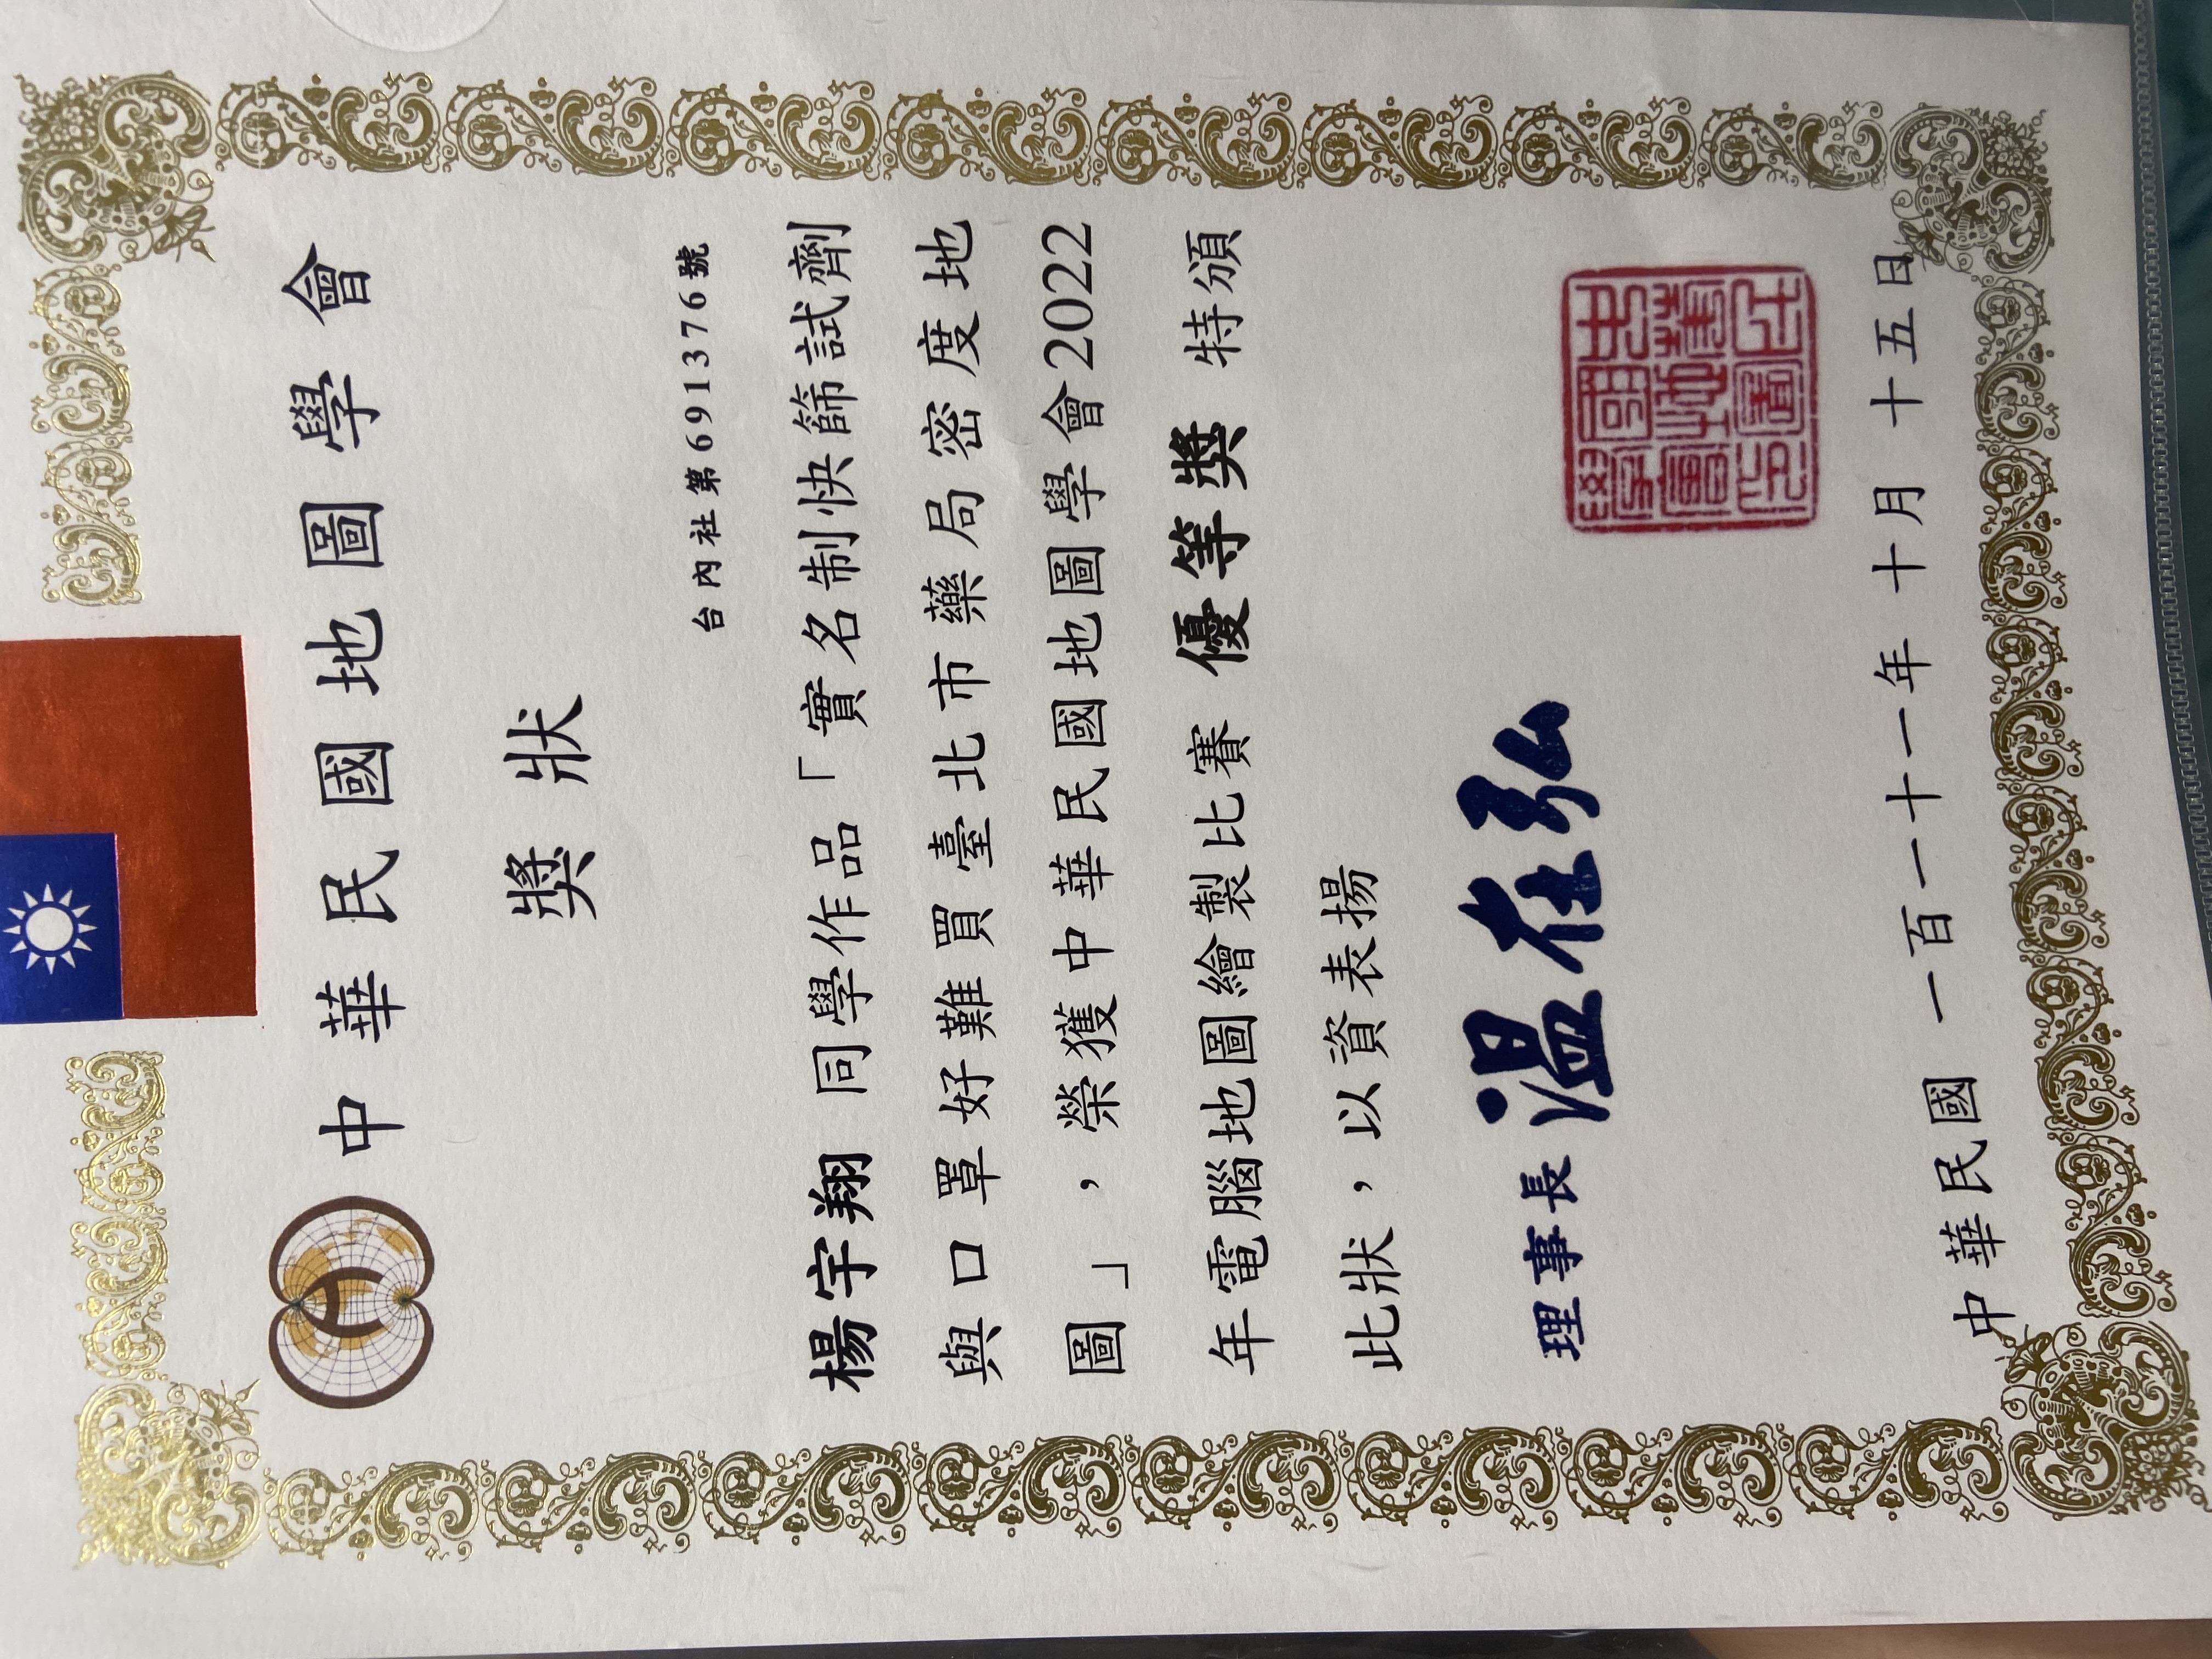 中華民國地圖學會
獎狀
台內社第691376號
楊宇翔 同學作品「實名制快篩試劑
與口罩好難買臺北市藥局密度地
圖」,榮獲中華民國地圖學會2022
年電腦地圖繪製比賽 優等獎 特頒
此狀,以資表揚
理事長 溫在弘
中華民國 一百一十一年 十月 十五日